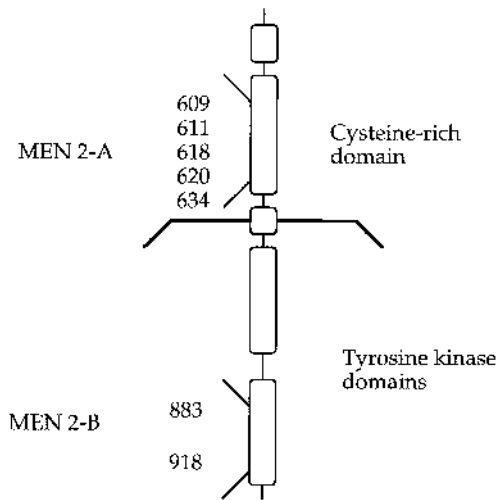 609
611
618
620
634
MEN 2-A
Cysteine-rich
domain
Tyrosine kinase
domains
883
918
MEN 2-B